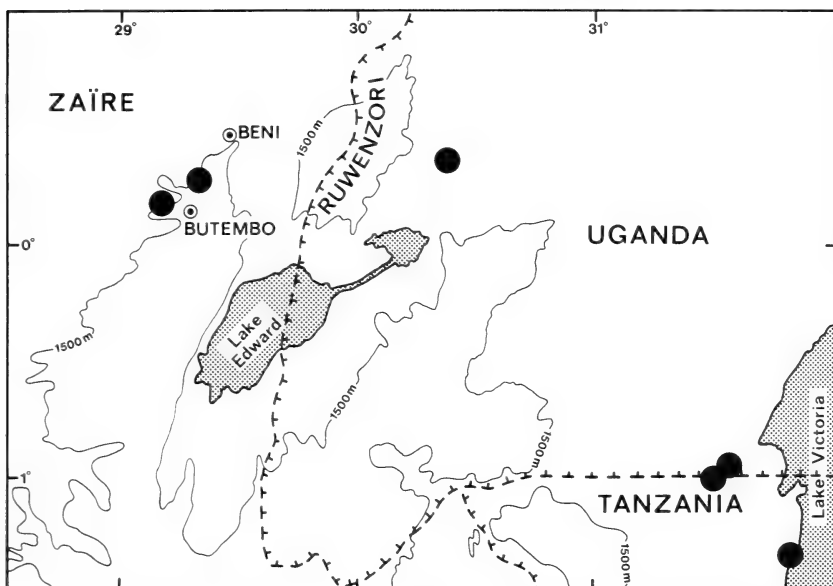 29°
30°
31°
ZAÏRE
BENI
1500m
RUWENZORI
BUTEMBO
UGANDA
0°
Lake
Edward
1500m
1500m
1500m
1°
TANZANIA
Lake Victoria
1500m